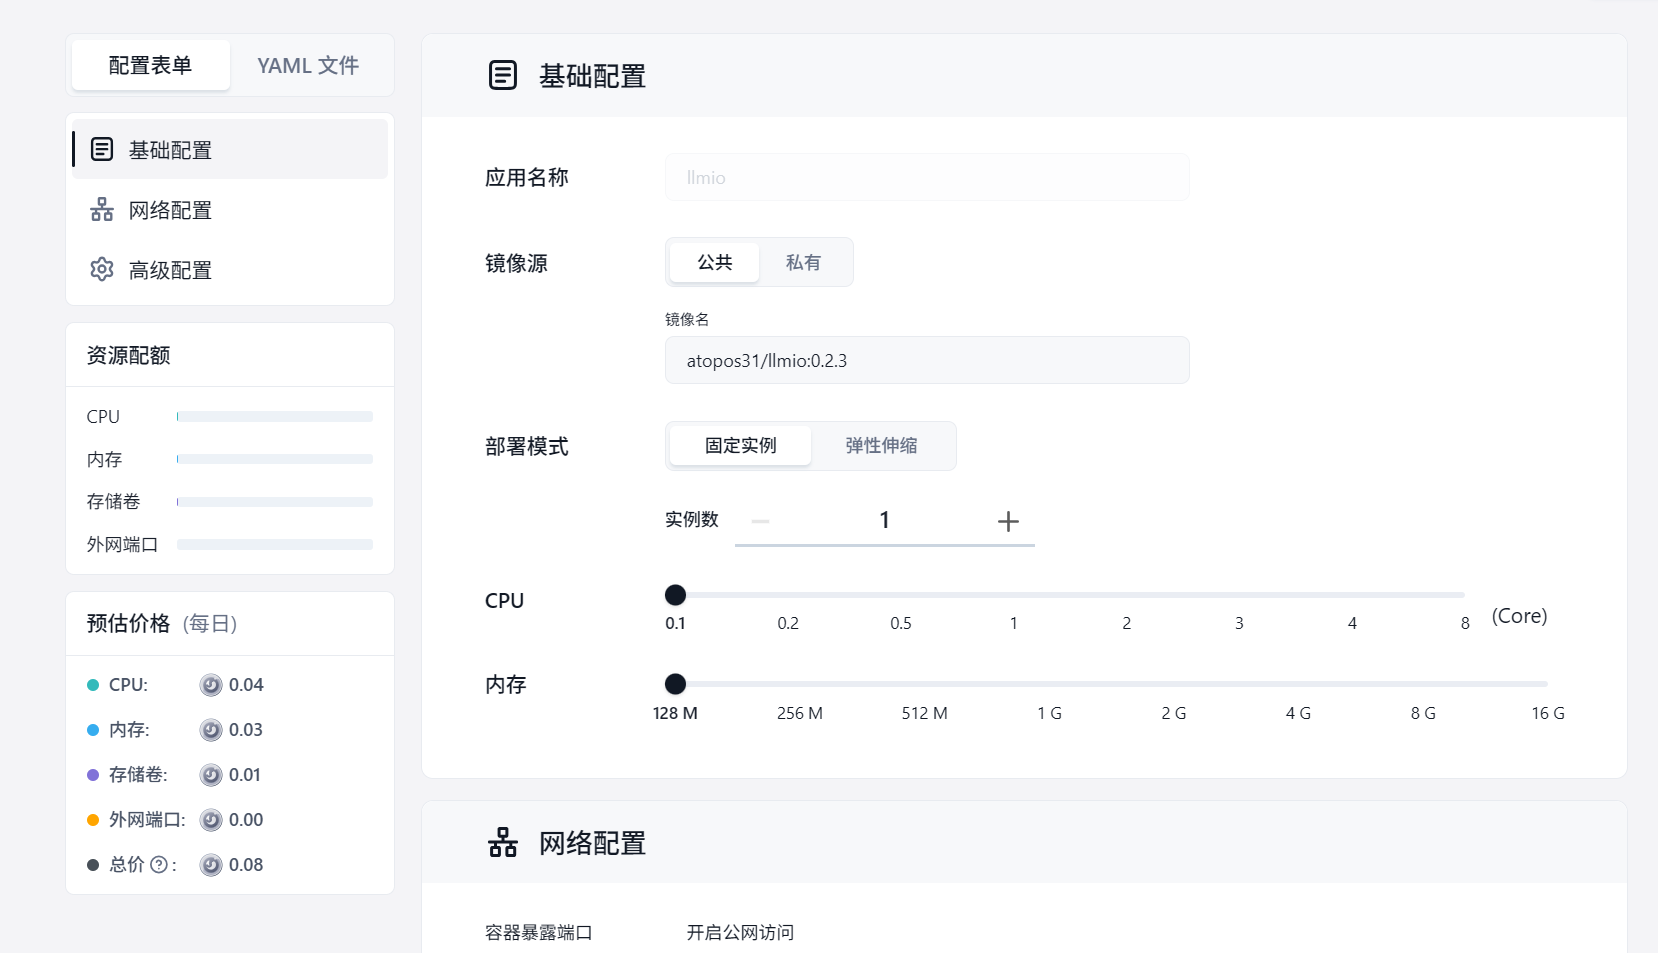 配置表单
YAML 文件
基础配置
网络配置
高级配置
资源配额
CPU
内存
存储卷
外网端口
预估价格 (每日)
CPU: 0.04
内存: 0.03
存储卷: 0.01
外网端口: 0.00
总价 ? : 0.08
基础配置
应用名称 llmio
镜像源 公共 私有
镜像名
atopos31/llmio:0.2.3
部署模式 固定实例 弹性伸缩
实例数 1
CPU
0.1 0.2 0.5 1 2 3 4 8 (Core)
内存
128 M 256 M 512 M 1 G 2 G 4 G 8 G 16 G
网络配置
容器暴露端口 开启公网访问